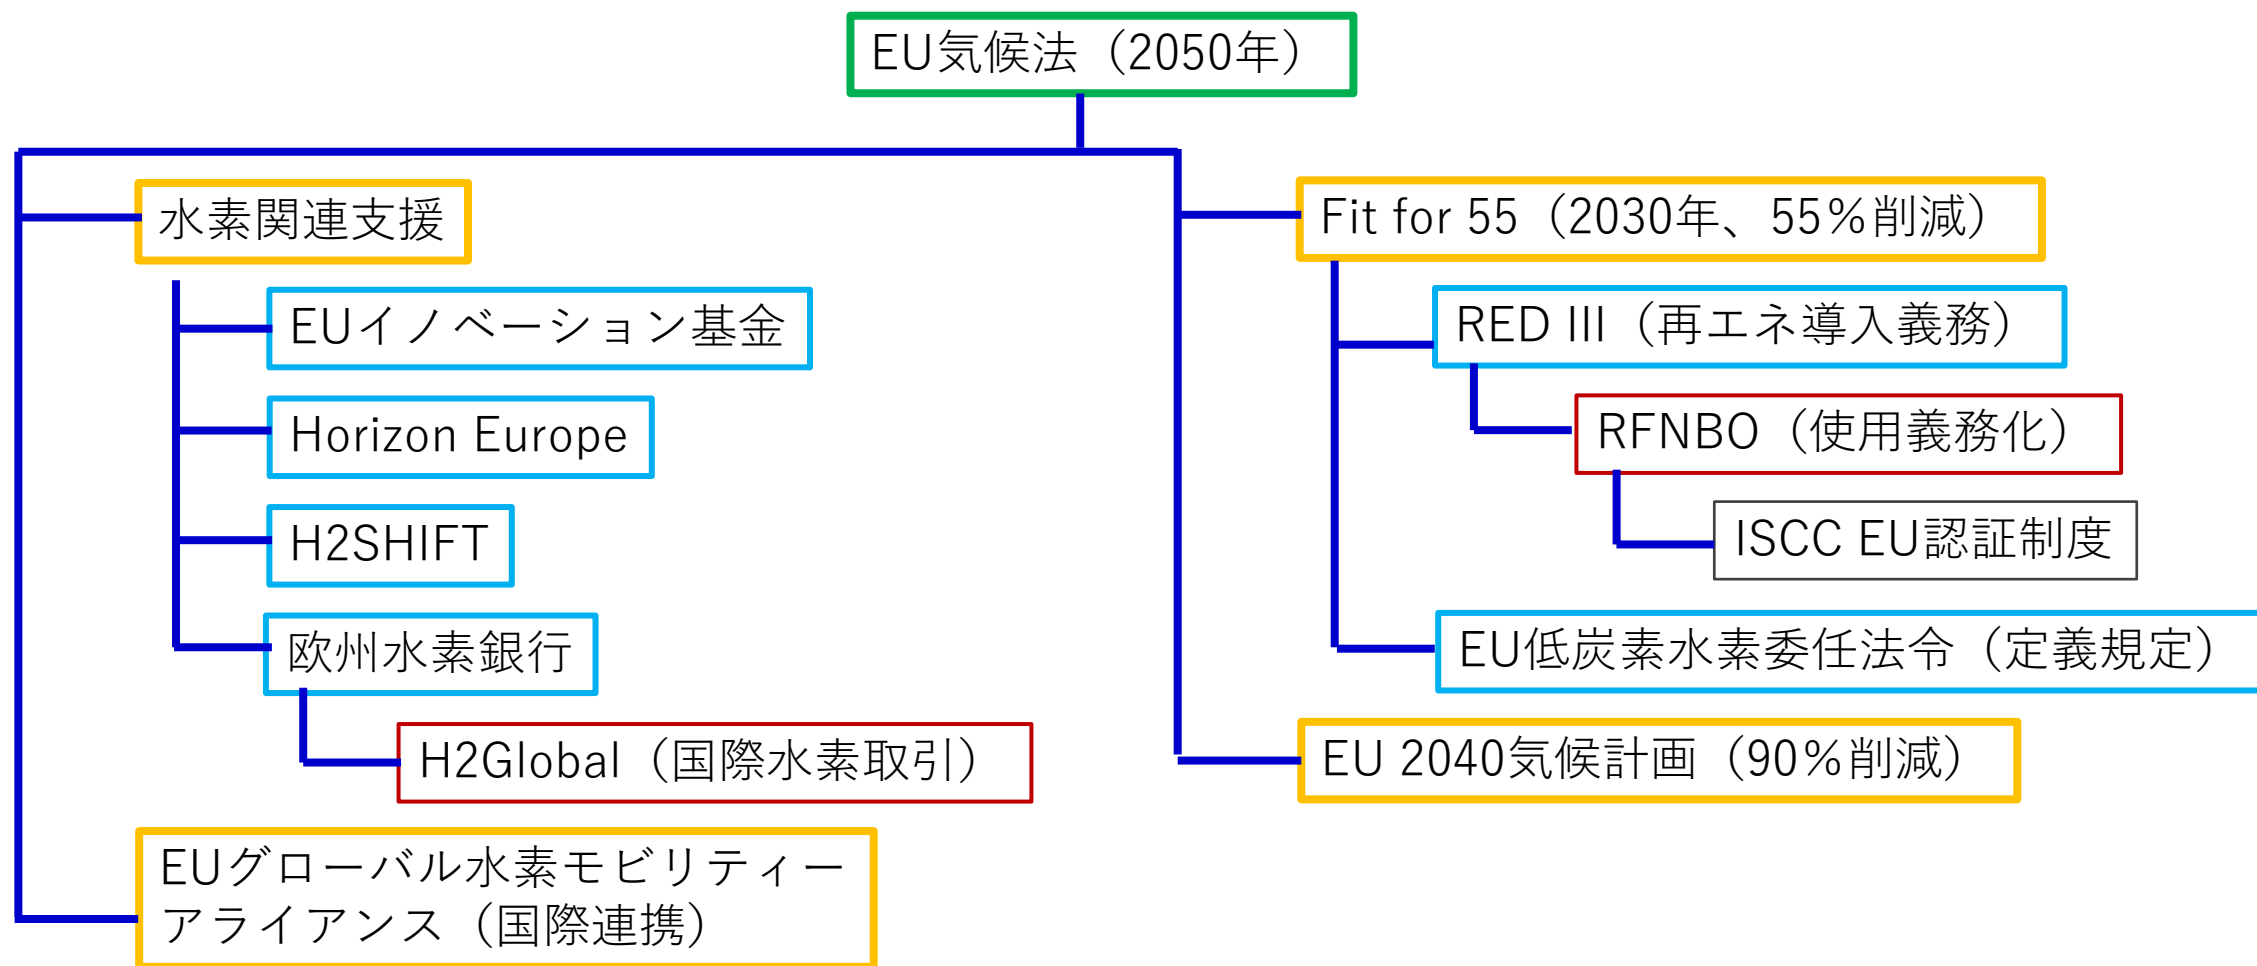 EU気候法（2050年）
水素関連支援
EUイノベーション基金
Horizon Europe
H2SHIFT
欧州水素銀行
H2Global（国際水素取引）
EUグローバル水素モビリティー
アライアンス（国際連携）
Fit for 55（2030年、55％削減）
RED III（再エネ導入義務）
RFNBO（使用義務化）
ISCC EU認証制度
EU低炭素水素委任法令（定義規定）
EU 2040気候計画（90％削減）